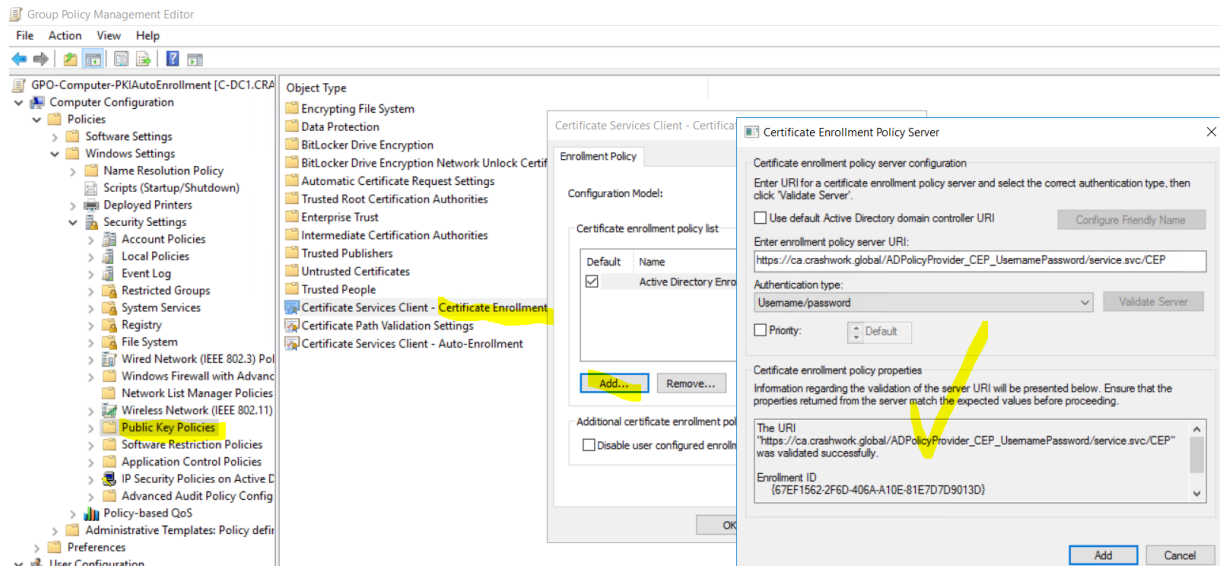 Group Policy Management Editor
File Action View Help
GPO-Computer-PKIAutoEnrollment [C-DC1.CRA
Computer Configuration
Policies
Software Settings
Windows Settings
Name Resolution Policy
Scripts (Startup/Shutdown)
Deployed Printers
Security Settings
Account Policies
Local Policies
Event Log
Restricted Groups
System Services
Registry
File System
Wired Network (IEEE 802.3) Pol
Windows Firewall with Advanc
Network List Manager Policies
Wireless Network (IEEE 802.11)
Public Key Policies
Software Restriction Policies
Application Control Policies
IP Security Policies on Active D
Advanced Audit Policy Config
Policy-based QoS
Administrative Templates: Policy defin
Preferences
User Configuration
Object Type
Encrypting File System
Data Protection
BitLocker Drive Encryption
BitLocker Drive Encryption Network Unlock Certif
Automatic Certificate Request Settings
Trusted Root Certification Authorities
Enterprise Trust
Intermediate Certification Authorities
Trusted Publishers
Untrusted Certificates
Trusted People
Certificate Services Client - Certificate Enrollment
Certificate Path Validation Settings
Certificate Services Client - Auto-Enrollment
Certificate Services Client - Certifica
Enrollment Policy
Configuration Model:
Certificate enrollment policy list
Default Name
Active Directory Enro
Add... Remove...
Additional certificate enrollment pol
Disable user configured enrollm
OK
Certificate Enrollment Policy Server
Certificate enrollment policy server configuration
Enter URI for a certificate enrollment policy server and select the correct authentication type, then
click 'Validate Server'.
Use default Active Directory domain controller URI
Configure Friendly Name
Enter enrollment policy server URI:
https://ca.crashwork.global/ADPolicyProvider_CEP_UsernamePassword/service.svc/CEP
Authentication type:
Username/password
Validate Server
Priority: Default
Certificate enrollment policy properties
Information regarding the validation of the server URI will be presented below. Ensure that the
properties returned from the server match the expected values before proceeding.
The URI
"https://ca.crashwork.global/ADPolicyProvider_CEP_UsernamePassword/service.svc/CEP"
was validated successfully.
Enrollment ID
{67EF1562-2F6D-406A-A10E-81E7D7D9013D}
Add Cancel